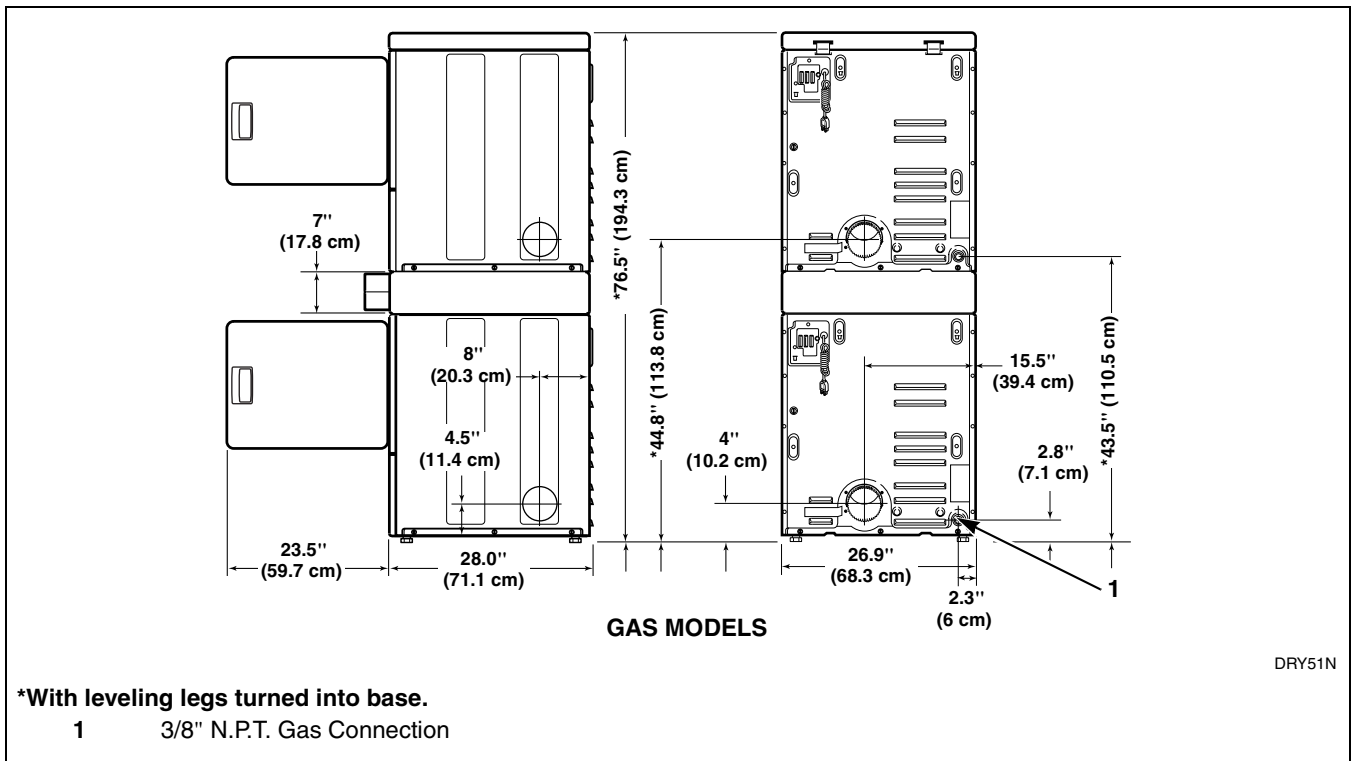 7"
(17.8 cm)
8"
(20.3 cm)
4.5"
(11.4 cm)
23.5"
(59.7 cm)
28.0"
(71.1 cm)
*76.5" (194.3 cm)
*44.8" (113.8 cm)
4"
(10.2 cm)
15.5"
(39.4 cm)
*43.5" (110.5 cm)
2.8"
(7.1 cm)
26.9"
(68.3 cm)
2.3"
(6 cm)
1
GAS MODELS
DRY51N
*With leveling legs turned into base.
1 3/8" N.P.T. Gas Connection